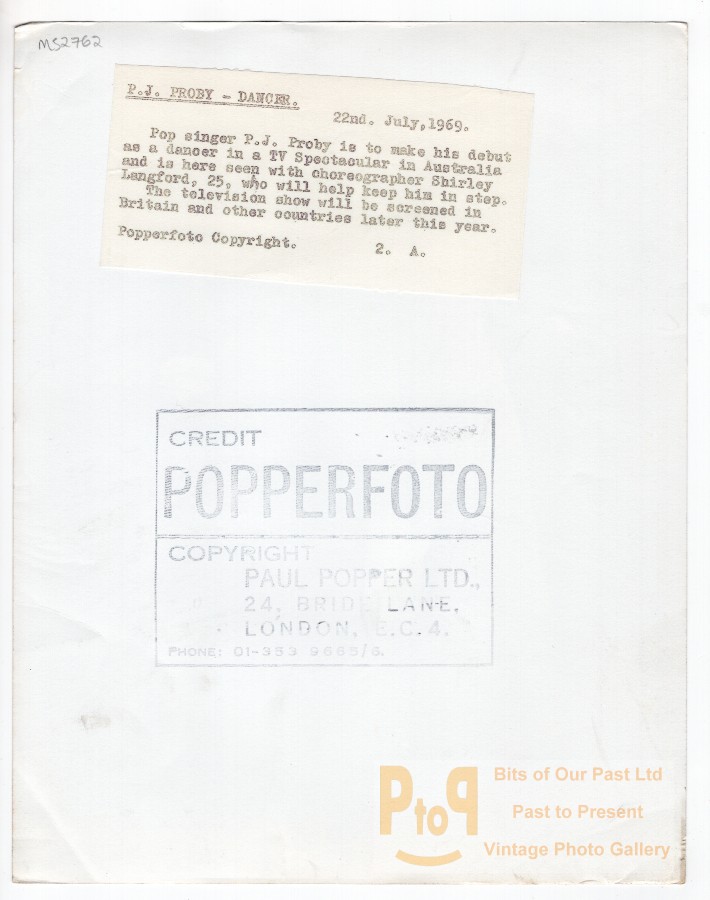 MS2762
P.J. PROBY - DANCER.
22nd. July,1969.
Pop singer P.J. Proby is to make his debut
as a dancer in a TV Spectacular in Australia
and is here seen with choreographer Shirley
Langford, 25, who will help keep him in step.
The television show will be screened in
Britain and other countries later this year.
Popperfoto Copyright. 2. A.
CREDIT
POPPERFOTO
COPYRIGHT
PAUL POPPER LTD.,
24, BRIDE LANE,
LONDON, E.C.4.
PHONE: 01-353 9665/6.
PtoP
Bits of Our Past Ltd
Past to Present
Vintage Photo Gallery